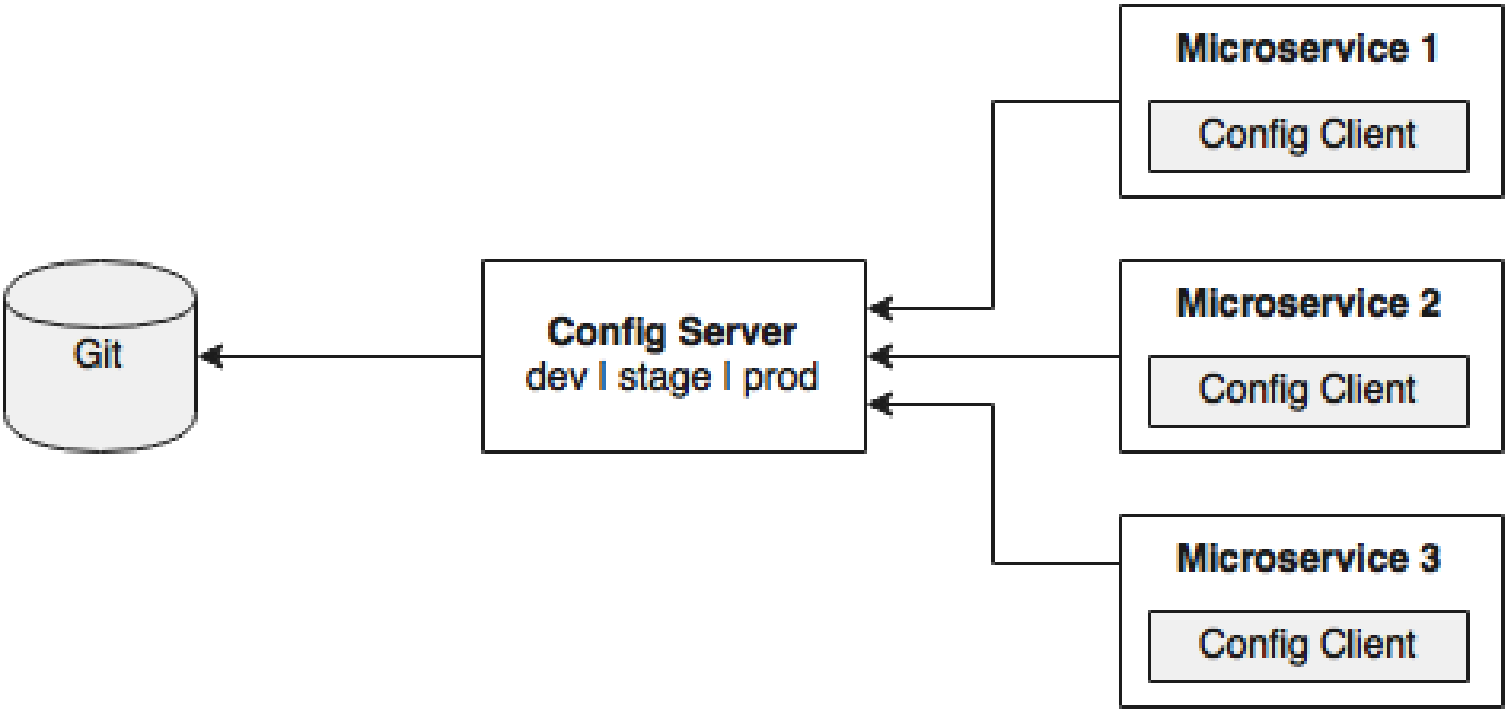 Microservice 1
Config Client
Git
Config Server
dev | stage | prod
Microservice 2
Config Client
Microservice 3
Config Client